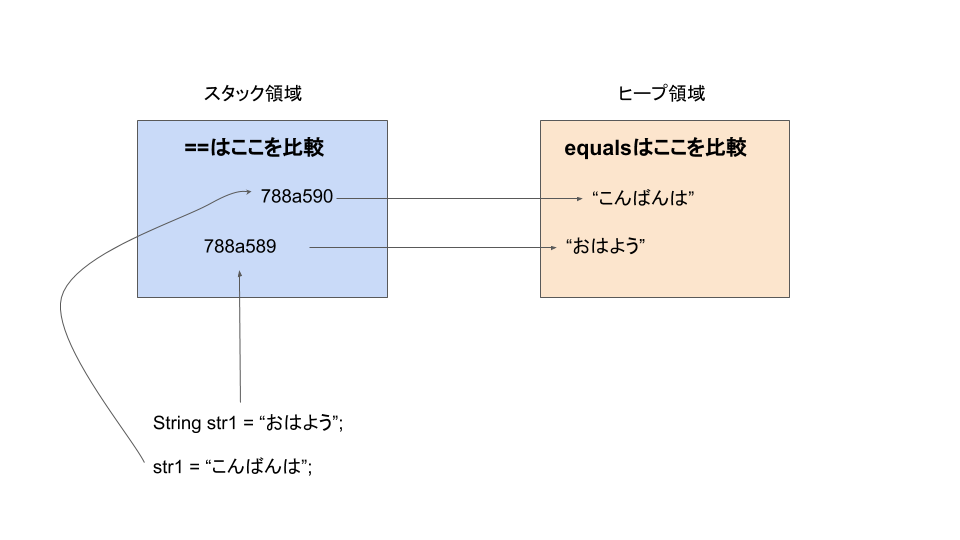 スタック領域
ヒープ領域
==はここを比較
equalsはここを比較
788a590
“こんばんは”
788a589
“おはよう”
String str1 = “おはよう”;
str1 = “こんばんは”;